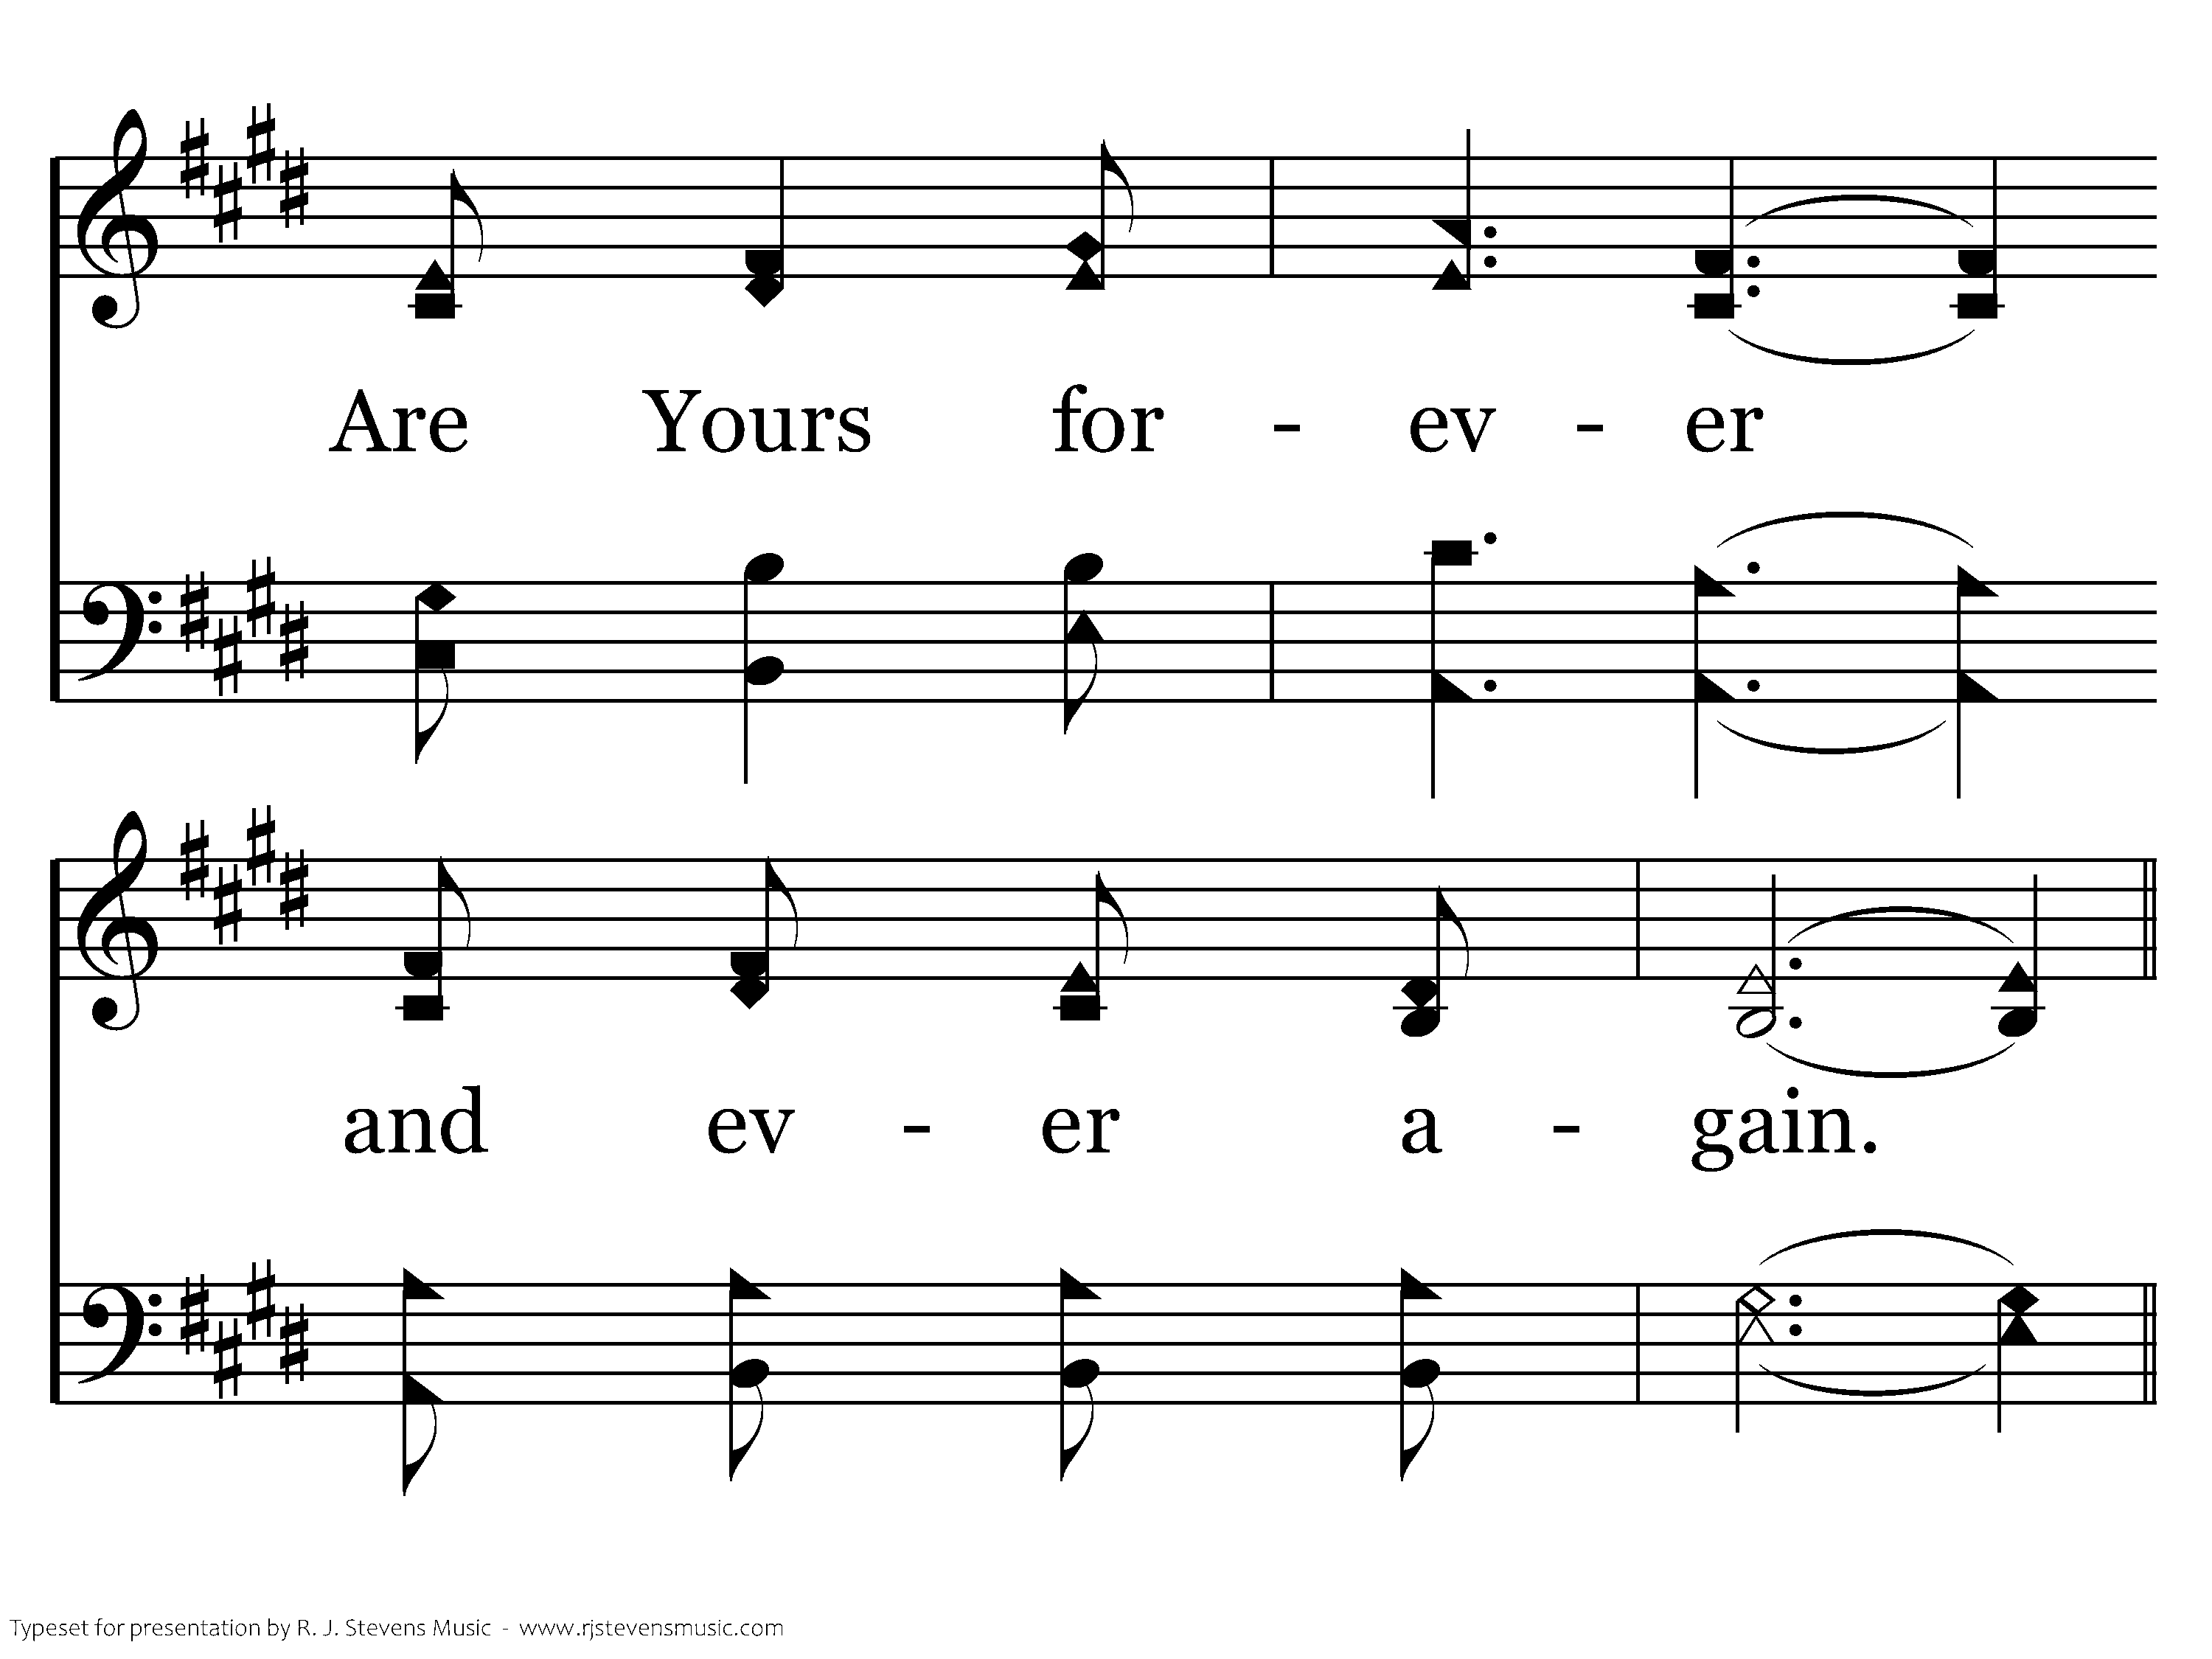 Are Yours for - ev - er
and ev - er a - gain.
Typeset for presentation by R. J. Stevens Music - www.rjstevensmusic.com